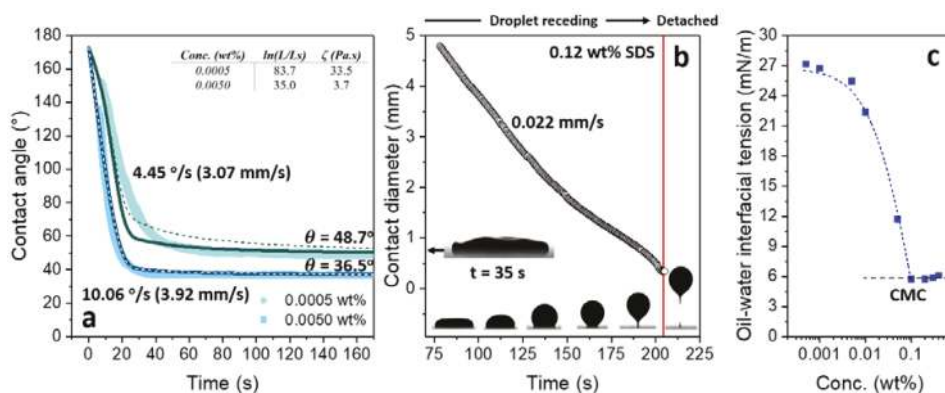 Contact angle (°)
180
160
140
120
100
80
60
40
20
0
Conc. (wt%) ln(L/Ls) ζ (Pa.s)
0.0005 83.7 33.5
0.0050 35.0 3.7
4.45 °/s (3.07 mm/s)
θ = 48.7°
θ = 36.5°
10.06 °/s (3.92 mm/s)
a
0.0005 wt%
0.0050 wt%
0 20 40 60 80 100 120 140 160
Time (s)
Droplet receding
Detached
Contact diameter (mm)
5
4
3
2
1
0
0.12 wt% SDS
b
0.022 mm/s
t = 35 s
75 100 125 150 175 200 225
Time (s)
Oil-water interfacial tension (mN/m)
30
27
24
21
18
15
12
9
6
3
0
c
CMC
0.001 0.01 0.1
Conc. (wt%)